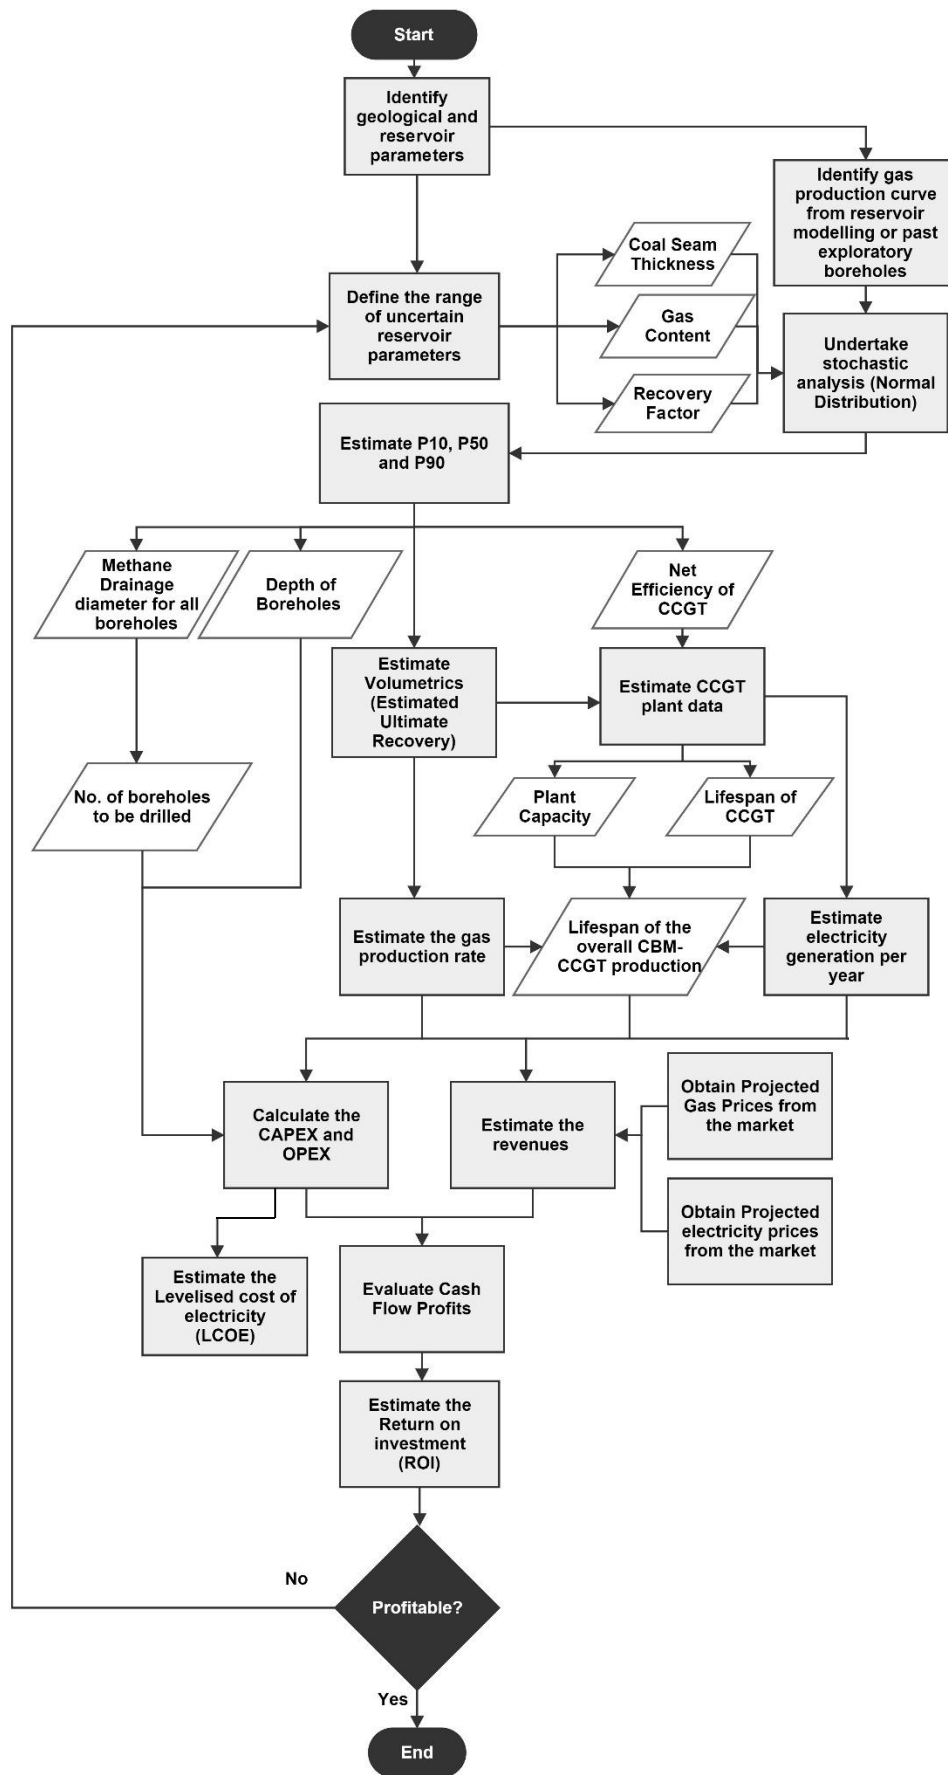 Start
Identify
geological and
reservoir
parameters
Identify gas
production curve
from reservoir
modelling or past
exploratory
boreholes
Coal Seam
Thickness
Define the range
of uncertain
reservoir
parameters
Gas
Content
Undertake
stochastic
analysis (Normal
Distribution)
Recovery
Factor
Estimate P10, P50
and P90
Methane
Drainage
diameter for all
boreholes
Depth of
Boreholes
Net
Efficiency of
CCGT
Estimate
Volumetrics
(Estimated
Ultimate
Recovery)
Estimate CCGT
plant data
No. of boreholes
to be drilled
Plant
Capacity
Lifespan of
CCGT
Estimate the gas
production rate
Lifespan of the
overall CBM-
CCGT production
Estimate
electricity
generation per
year
Calculate the
CAPEX and
OPEX
Estimate the
revenues
Obtain Projected
Gas Prices from
the market
Obtain Projected
electricity prices
from the market
Estimate the
Levelised cost of
electricity
(LCOE)
Evaluate Cash
Flow Profits
Estimate the
Return on
investment
(ROI)
No
Profitable?
Yes
End